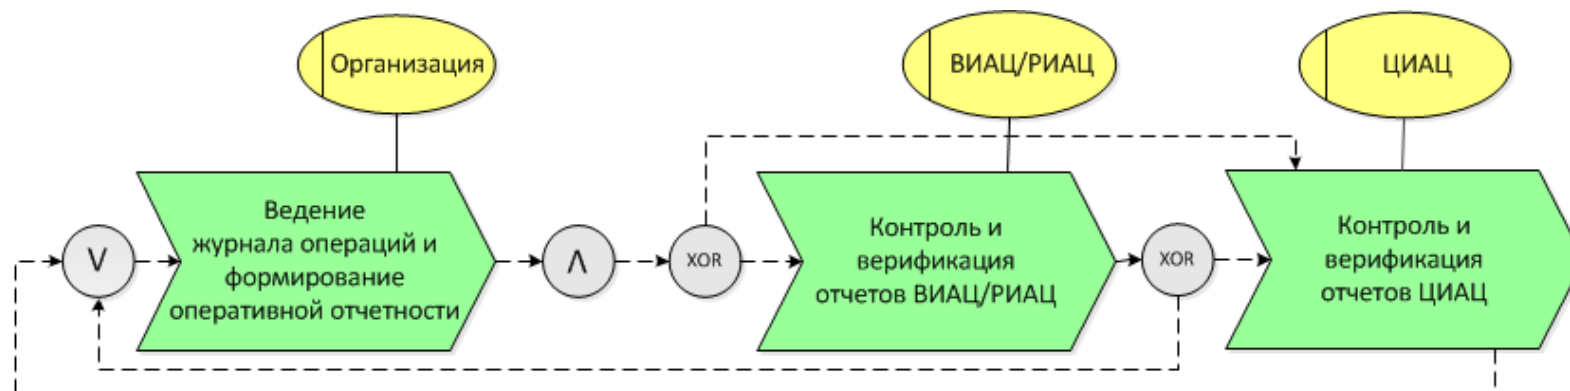 Организация
ВИАЦ/РИАЦ
ЦИАЦ
V
Ведение
журнала операций и
формирование
оперативной отчетности
Λ
XOR
Контроль и
верификация
отчетов ВИАЦ/РИАЦ
XOR
Контроль и
верификация
отчетов ЦИАЦ